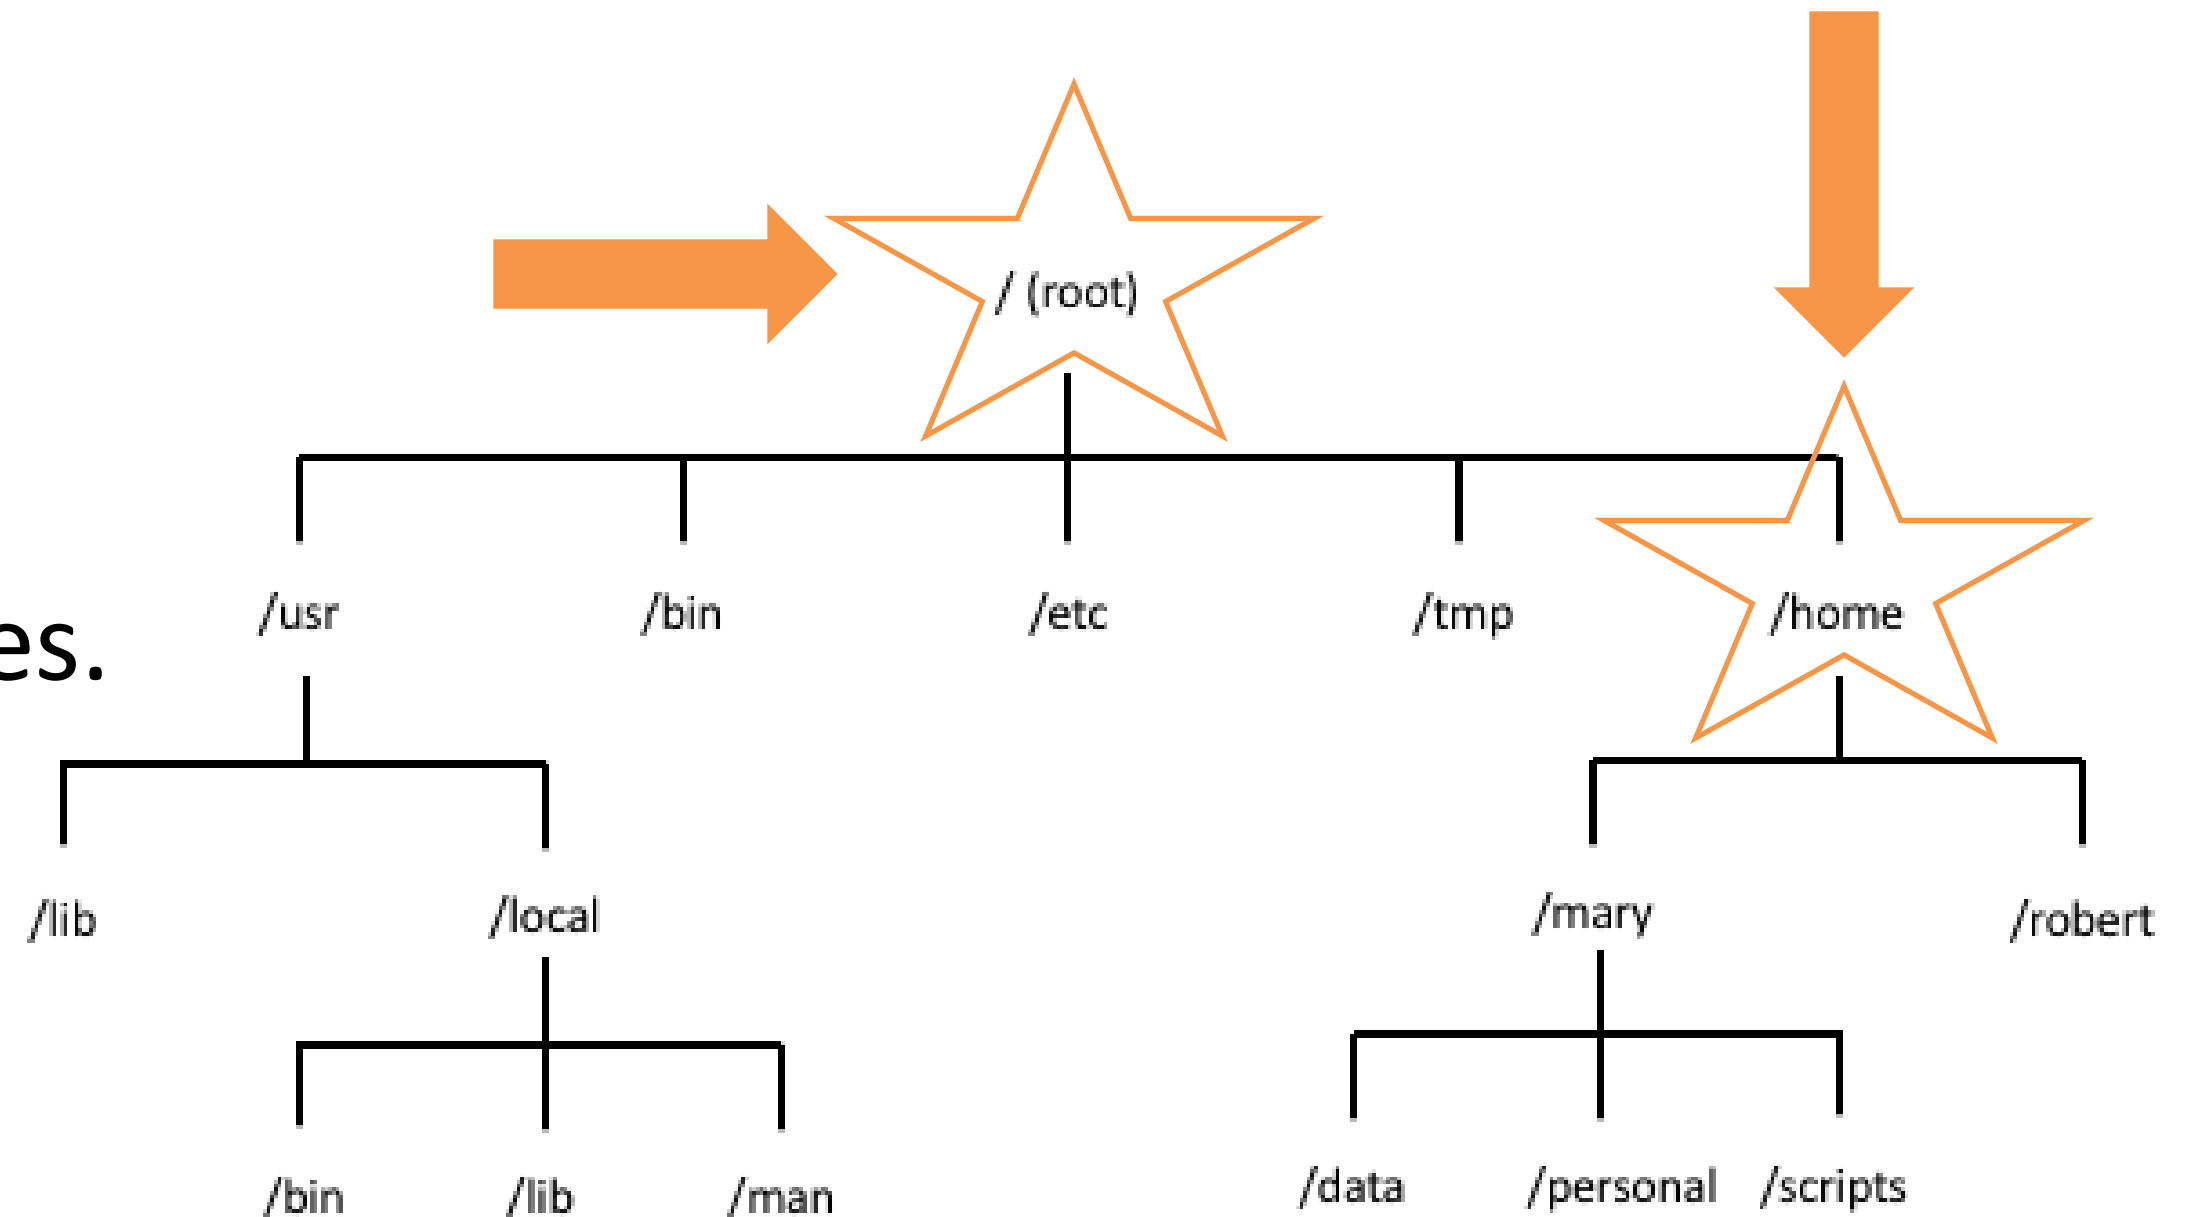 / (root)
/usr /bin /etc /tmp /home
es.
/lib /local /mary /robert
/bin /lib /man /data /personal /scripts